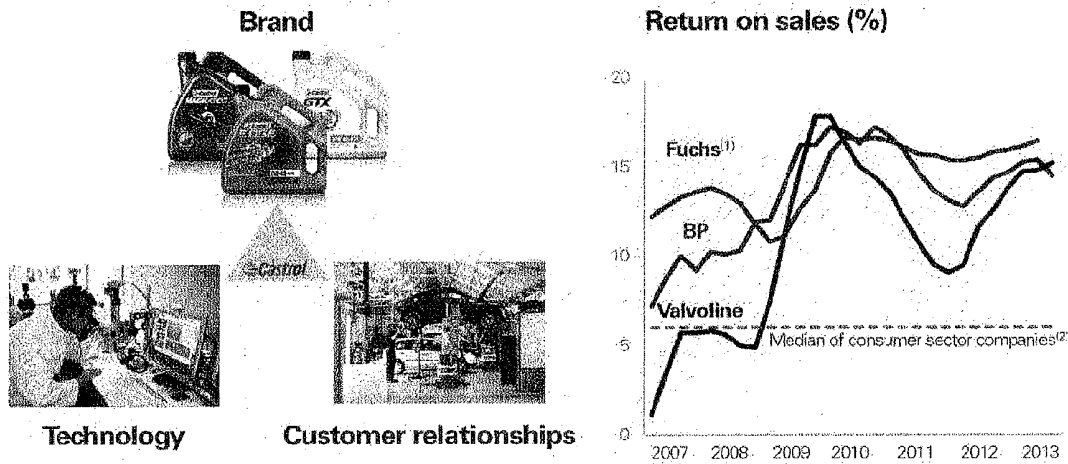 Brand
GTX
Castrol
Technology
Customer relationships
Return on sales (%)
20
15
10
5
0
Fuchs(1)
BP
Valvoline
Median of consumer sector companies(2)
2007 2008 2009 2010 2011 2012 2013